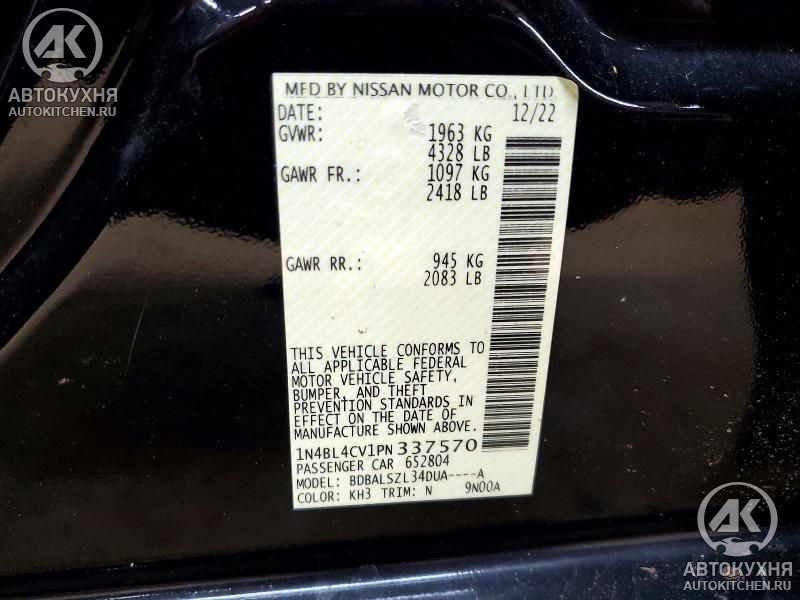 AK
АВТОКУХНЯ
AUTOKITCHEN.RU
MFD BY NISSAN MOTOR CO., LTD.
DATE: 12/22
GVWR: 1963 KG
4328 LB
GAWR FR.: 1097 KG
2418 LB
GAWR RR.: 945 KG
2083 LB
THIS VEHICLE CONFORMS TO
ALL APPLICABLE FEDERAL
MOTOR VEHICLE SAFETY,
BUMPER, AND THEFT
PREVENTION STANDARDS IN
EFFECT ON THE DATE OF
MANUFACTURE SHOWN ABOVE.
1N4BL4CV1PN337570
PASSENGER CAR 652804
MODEL: BDBALSZL34DUA----A
COLOR: KH3 TRIM: N 9N00A
AK
АВТОКУХНЯ
AUTOKITCHEN.RU